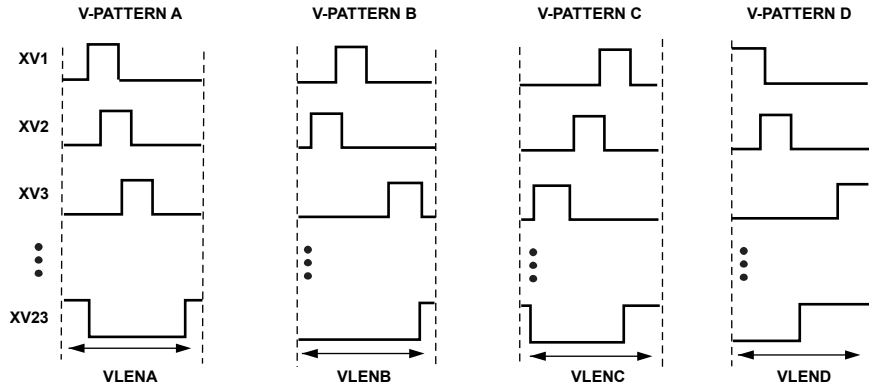 V-PATTERN A
V-PATTERN B
V-PATTERN C
V-PATTERN D
XV1
XV2
XV3
XV23
VLENA
VLENB
VLENC
VLEND